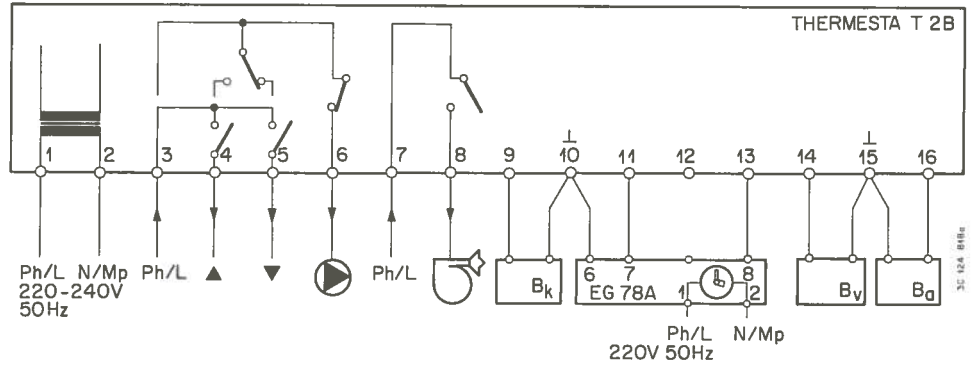 THERMESTA T 2B
⊥ ⊥
1 2 3 4 5 6 7 8 9 10 11 12 13 14 15 16
Ph/L N/Mp Ph/L ▲ ▼ Ph/L
220-240V
50Hz
Bk
6 7 8
EG 78A
1 2
Bv
Ba
Ph/L N/Mp
220V 50Hz